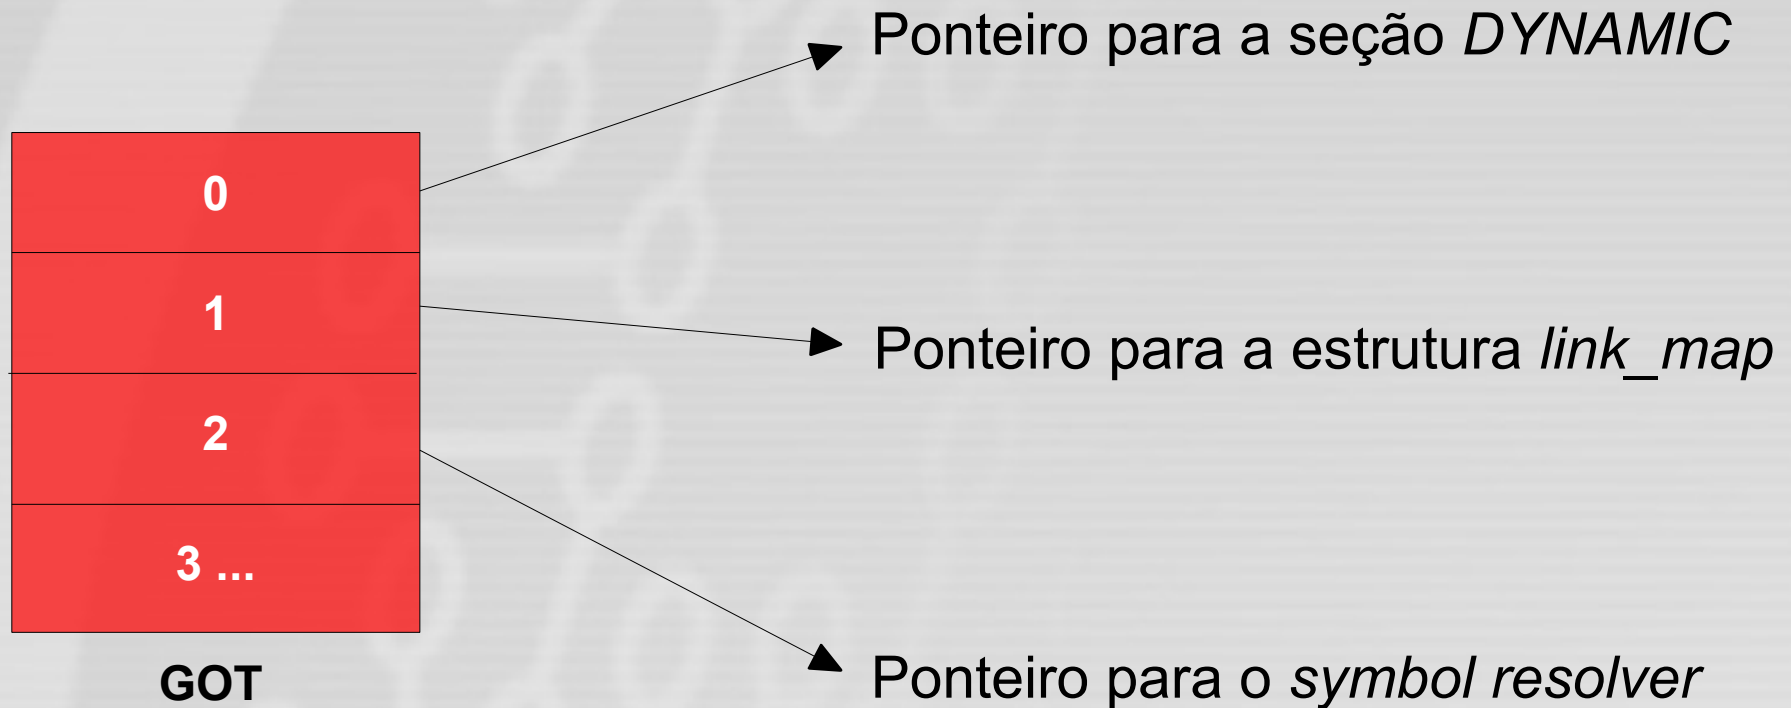 Ponteiro para a seção DYNAMIC
0
1
Ponteiro para a estrutura link_map
2
3 ...
GOT
Ponteiro para o symbol resolver